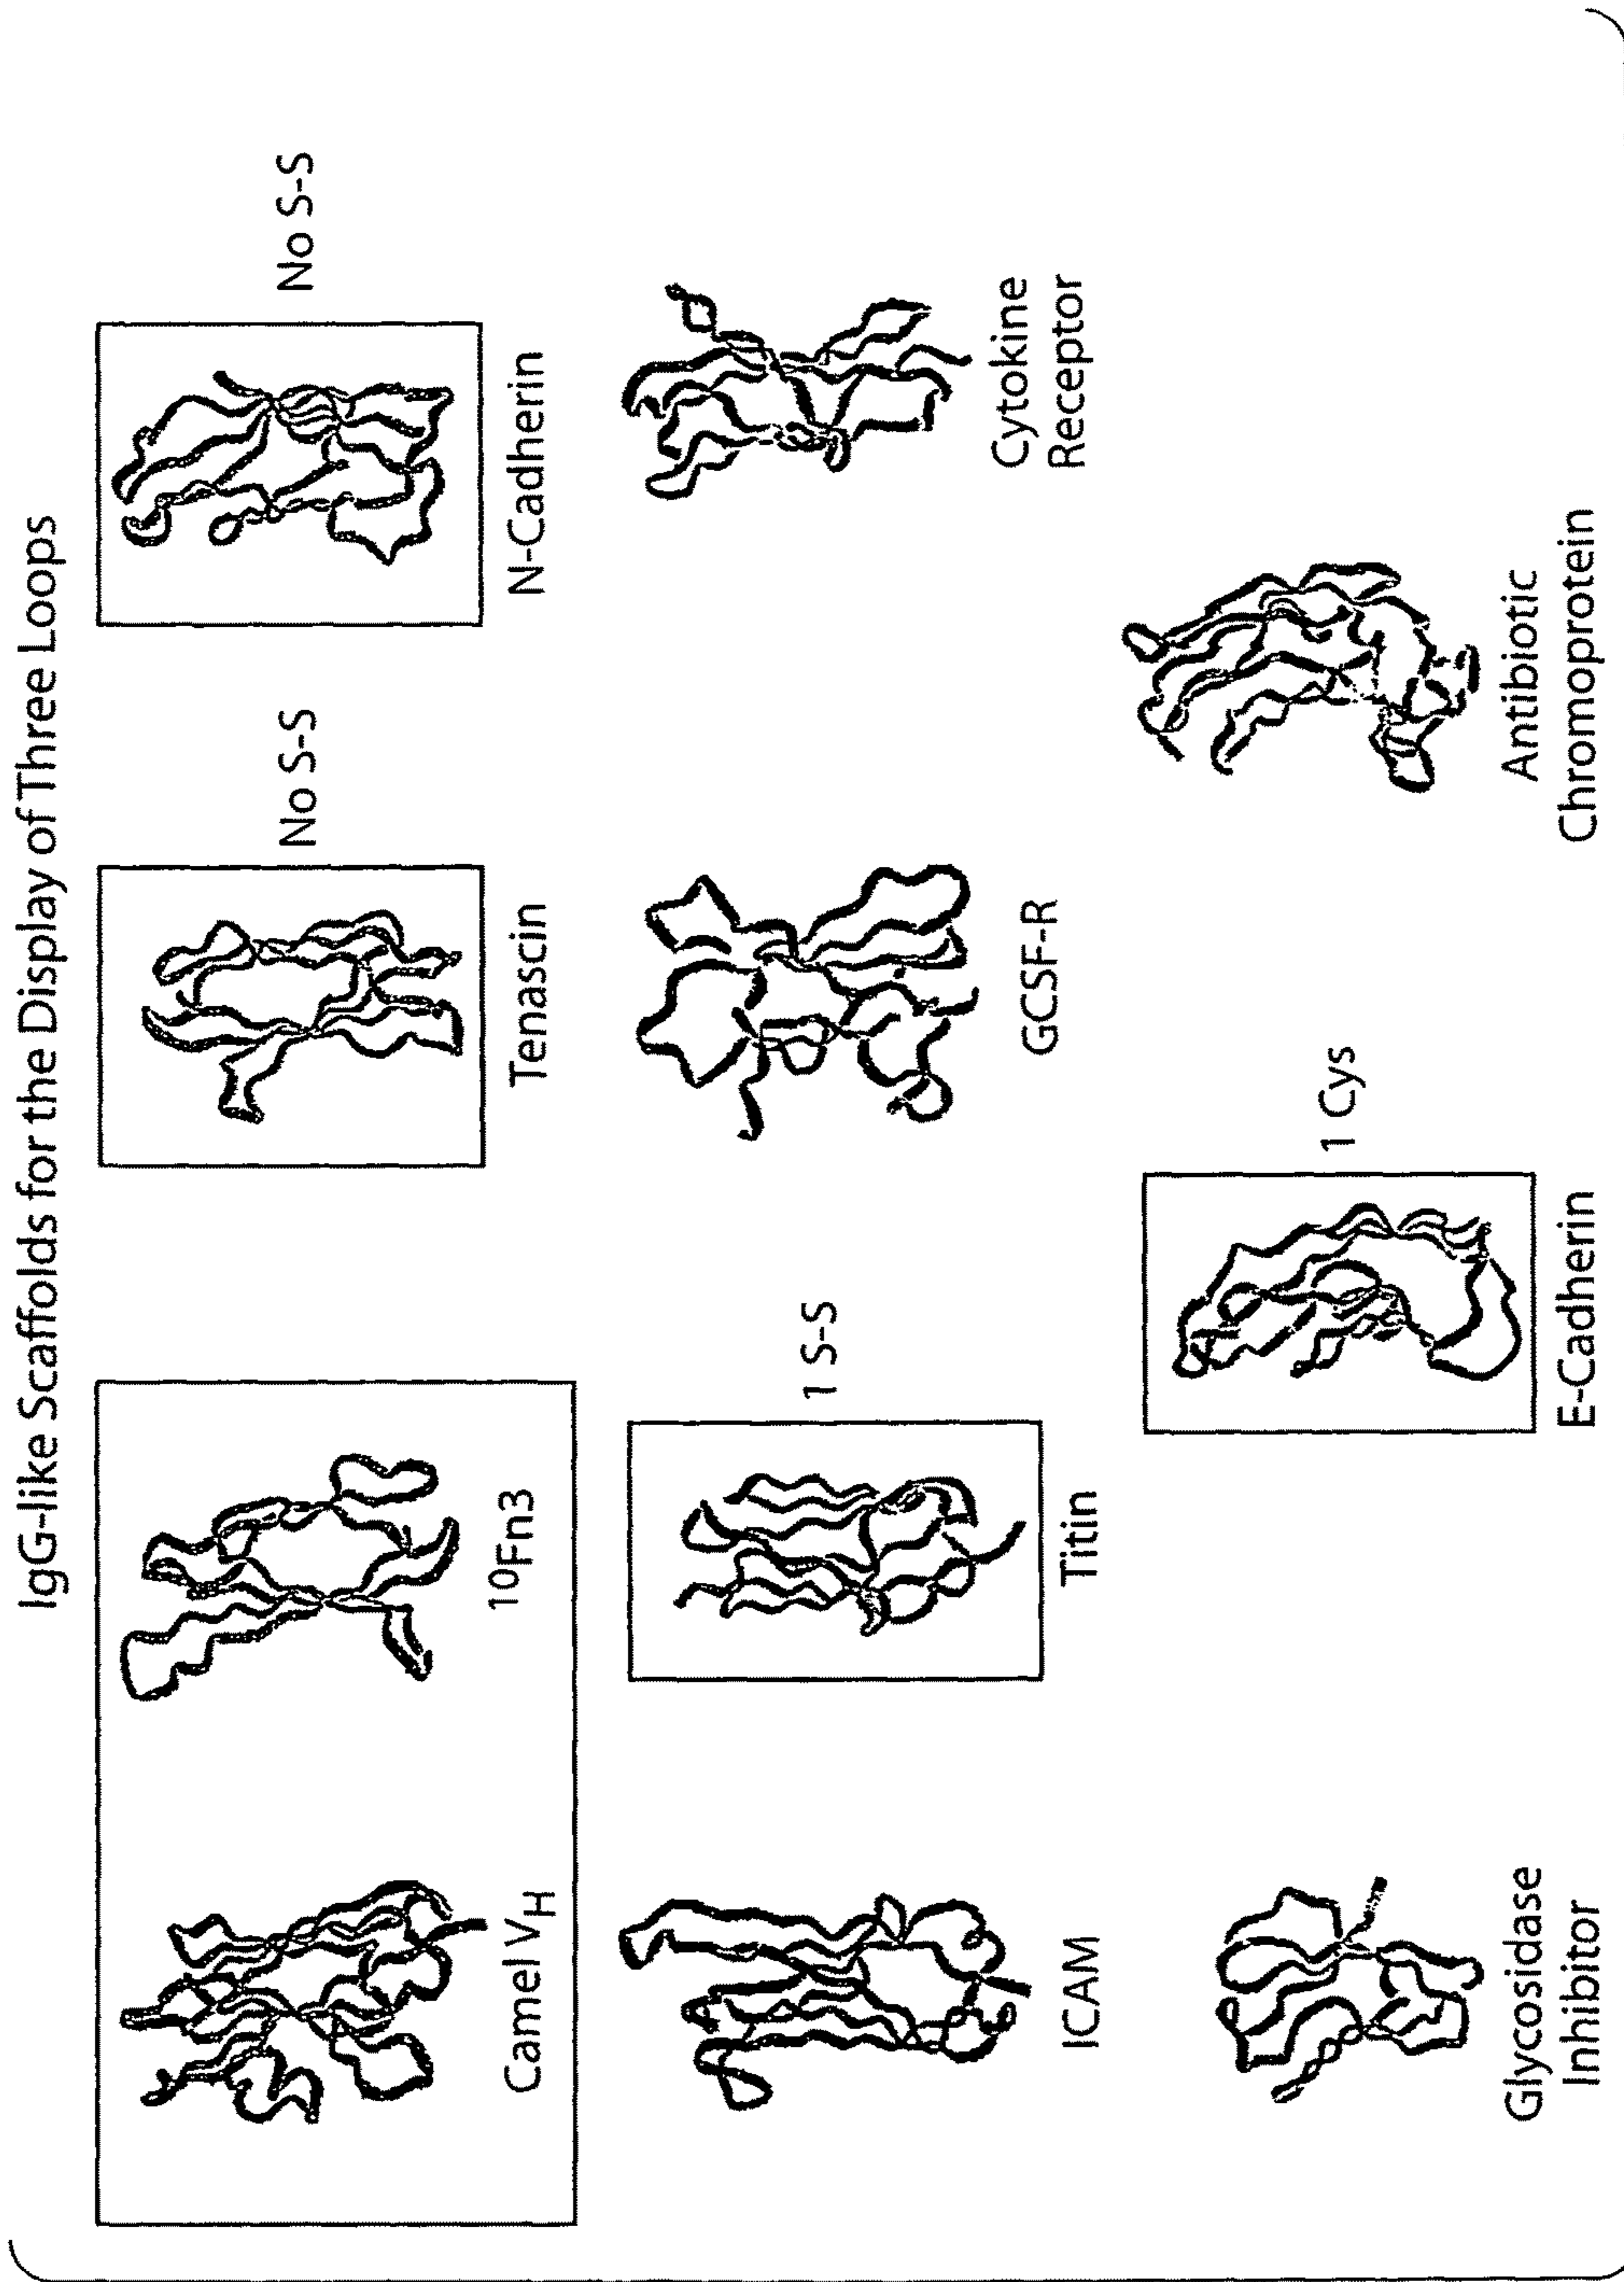 IgG-like Scaffolds for the Display of Three Loops
Camel V_H
¹⁰Fn3
Tenascin
No S-S
N-Cadherin
No S-S
ICAM
Titin
1 S-S
GCSF-R
Cytokine
Receptor
Glycosidase
Inhibitor
E-Cadherin
1 Cys
Antibiotic
Chromoprotein